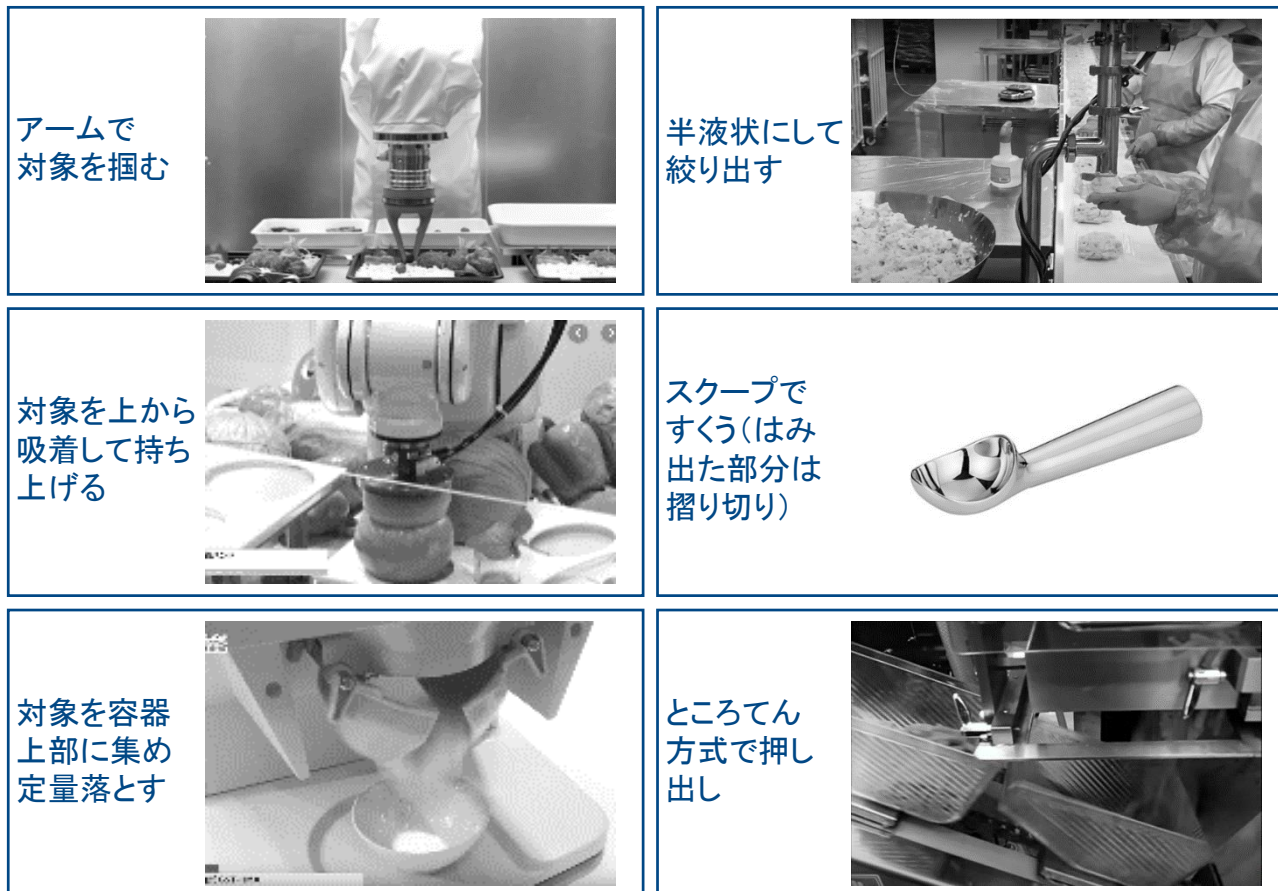 アームで
対象を掴む
半液状にして
絞り出す
対象を上から
吸着して持ち
上げる
スクープで
すくう(はみ
出た部分は
摺り切り)
対象を容器
上部に集め
定量落とす
ところてん
方式で押し
出し